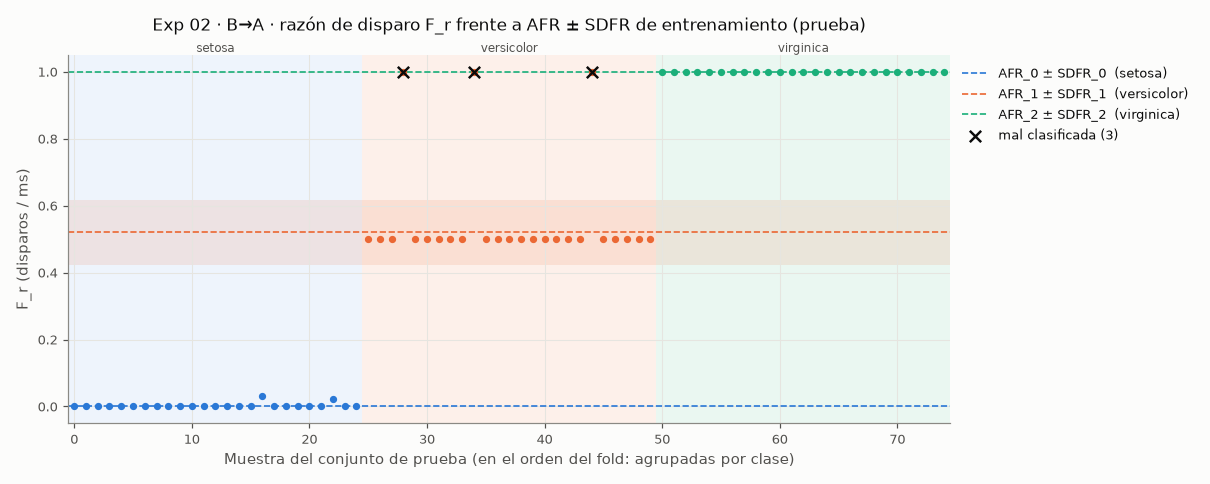 Exp 02 · B→A · razón de disparo F_r frente a AFR ± SDFR de entrenamiento (prueba)
setosa versicolor virginica
1.0
0.8
0.6
0.4
0.2
0.0
F_r (disparos / ms)
0 10 20 30 40 50 60 70
Muestra del conjunto de prueba (en el orden del fold: agrupadas por clase)
AFR_0 ± SDFR_0 (setosa)
AFR_1 ± SDFR_1 (versicolor)
AFR_2 ± SDFR_2 (virginica)
mal clasificada (3)